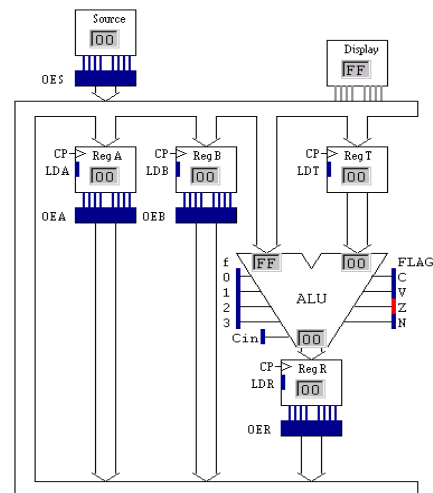 Source
00
OES
Display
FF
CP
Reg A
LDA
00
OEA
CP
Reg B
LDB
00
OEB
CP
Reg T
LDT
00
f
FF
00
FLAG
0
C
1
ALU
V
2
Z
3
N
Cin
00
CP
Reg R
LDR
00
OER